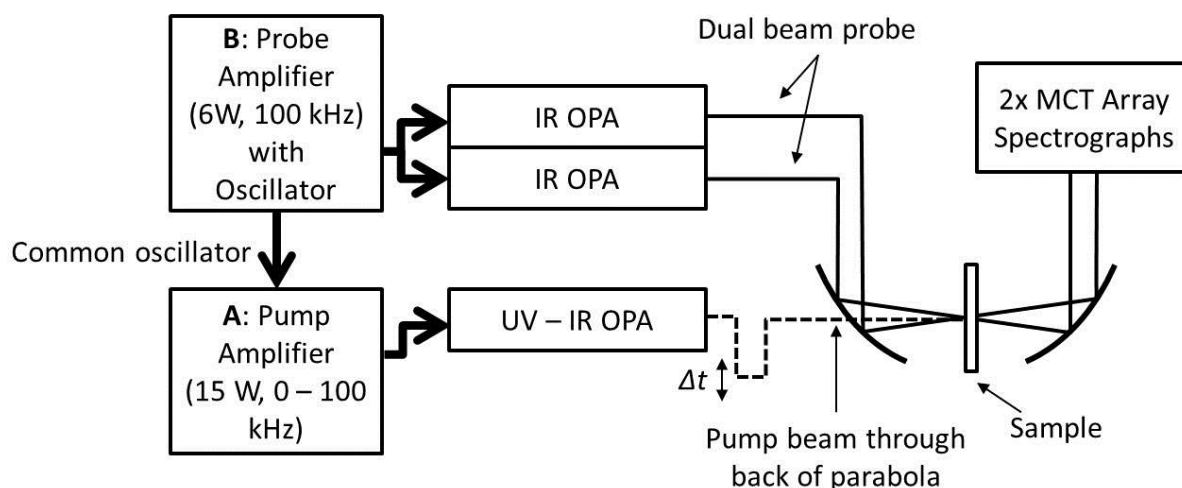 B: Probe
Amplifier
(6W, 100 kHz)
with
Oscillator
IR OPA
IR OPA
Dual beam probe
2x MCT Array
Spectrographs
Common oscillator
A: Pump
Amplifier
(15 W, 0 – 100
kHz)
UV – IR OPA
Δt
Pump beam through
back of parabola
Sample